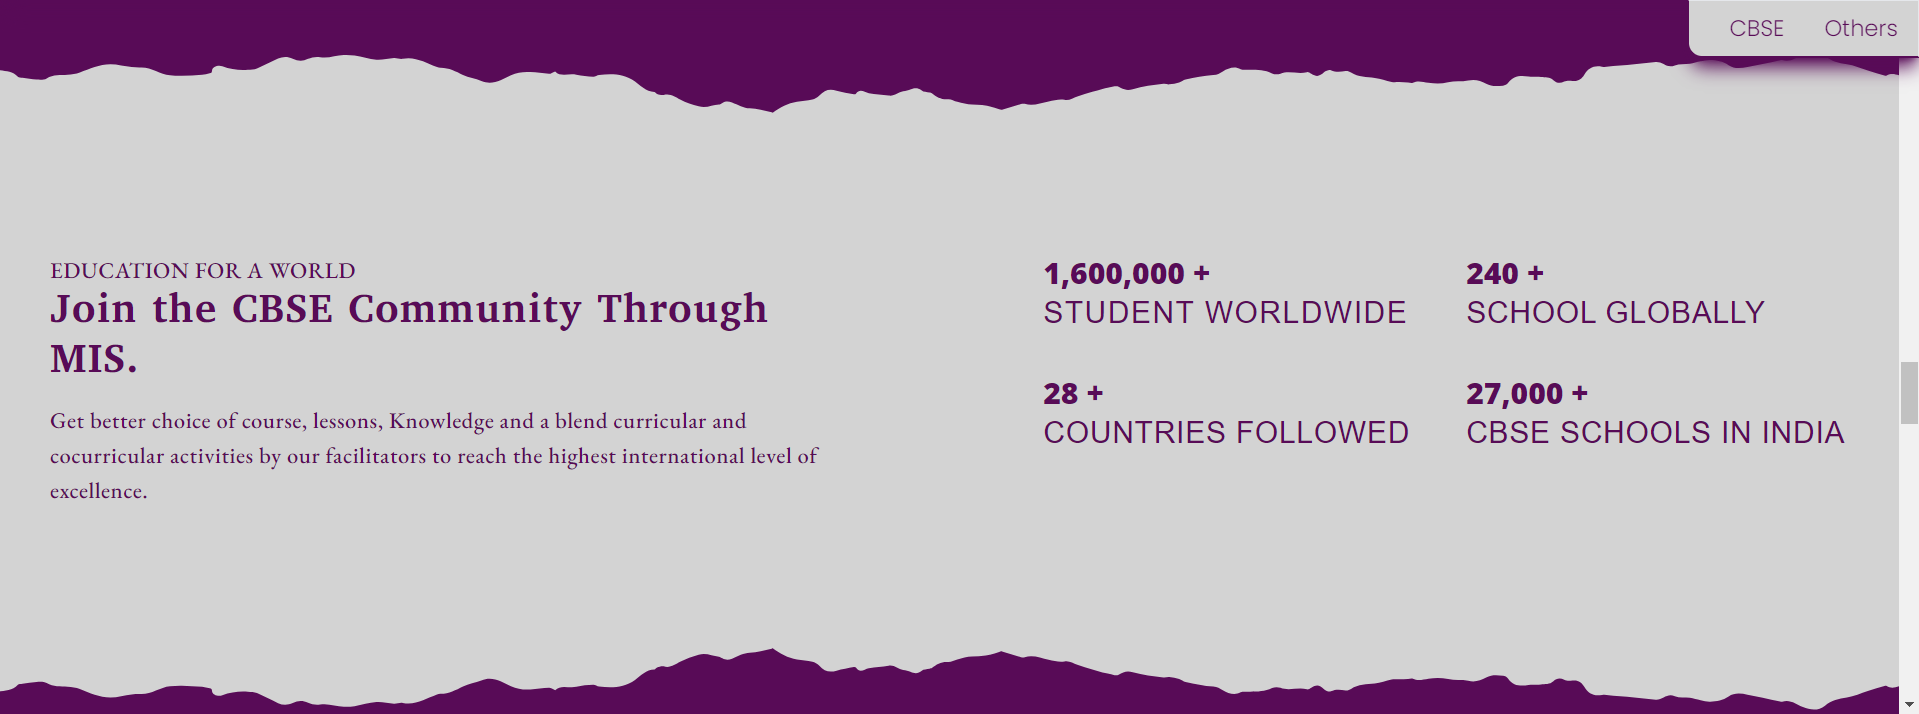 CBSE Others
EDUCATION FOR A WORLD
Join the CBSE Community Through
MIS.
Get better choice of course, lessons, Knowledge and a blend curricular and
cocurricular activities by our facilitators to reach the highest international level of
excellence.
1,600,000 +
STUDENT WORLDWIDE
240 +
SCHOOL GLOBALLY
28 +
COUNTRIES FOLLOWED
27,000 +
CBSE SCHOOLS IN INDIA